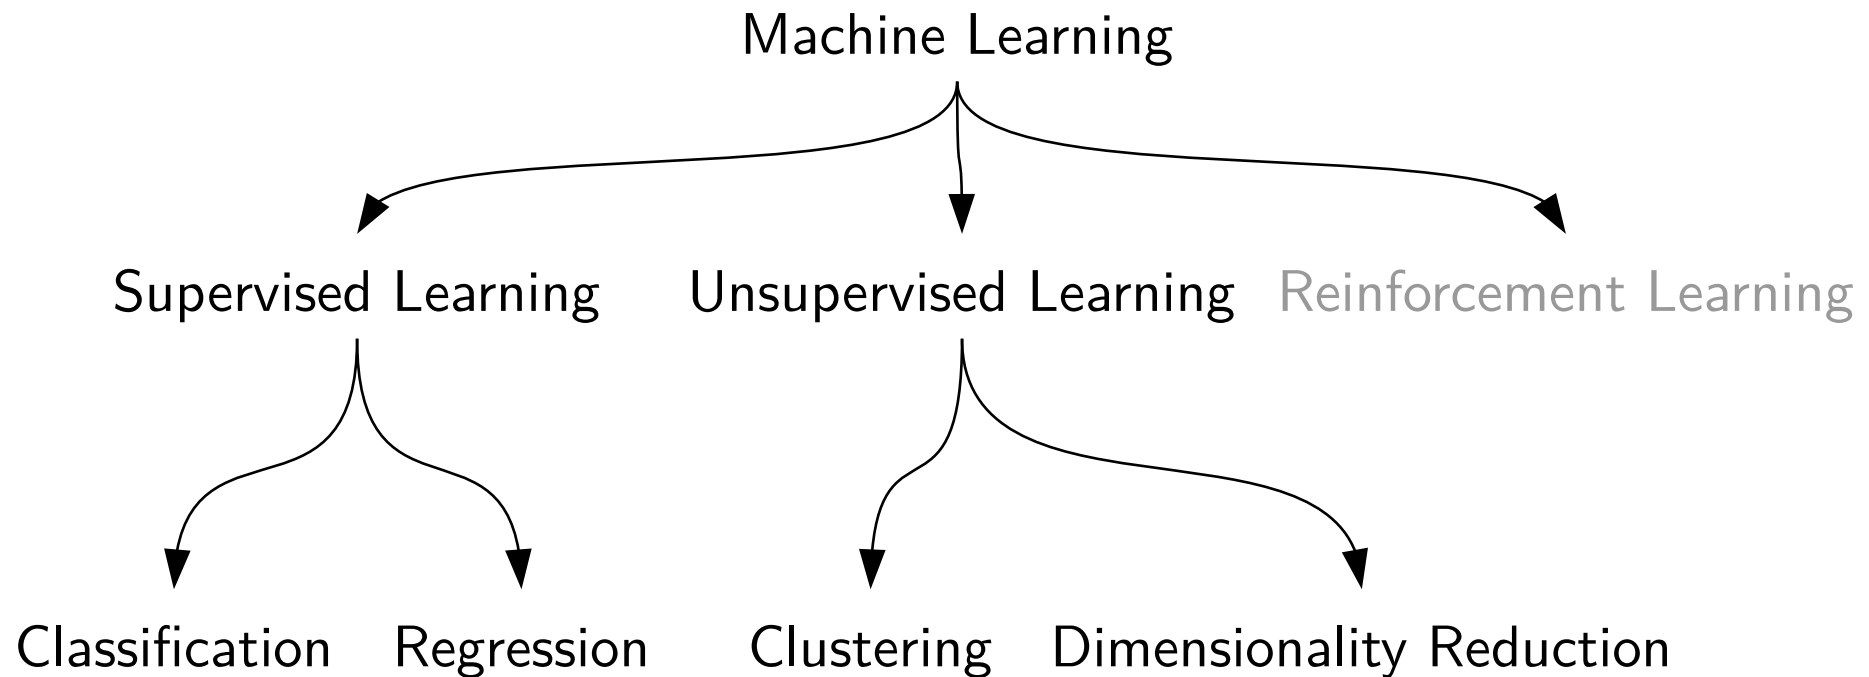 Machine Learning
Supervised Learning Unsupervised Learning Reinforcement Learning
Classification Regression Clustering Dimensionality Reduction